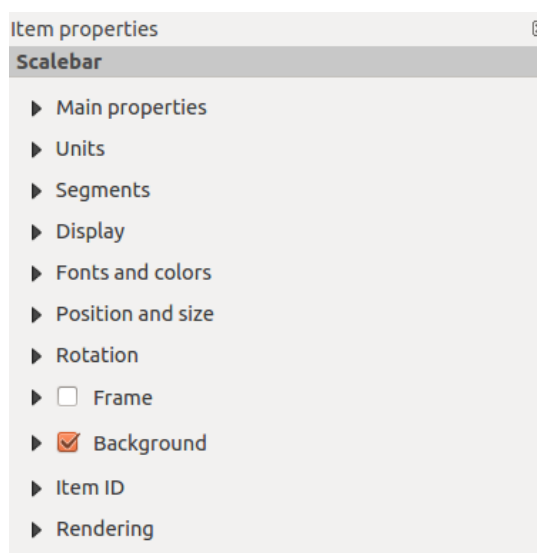 Item properties
Scalebar
Main properties
Units
Segments
Display
Fonts and colors
Position and size
Rotation
Frame
Background
Item ID
Rendering